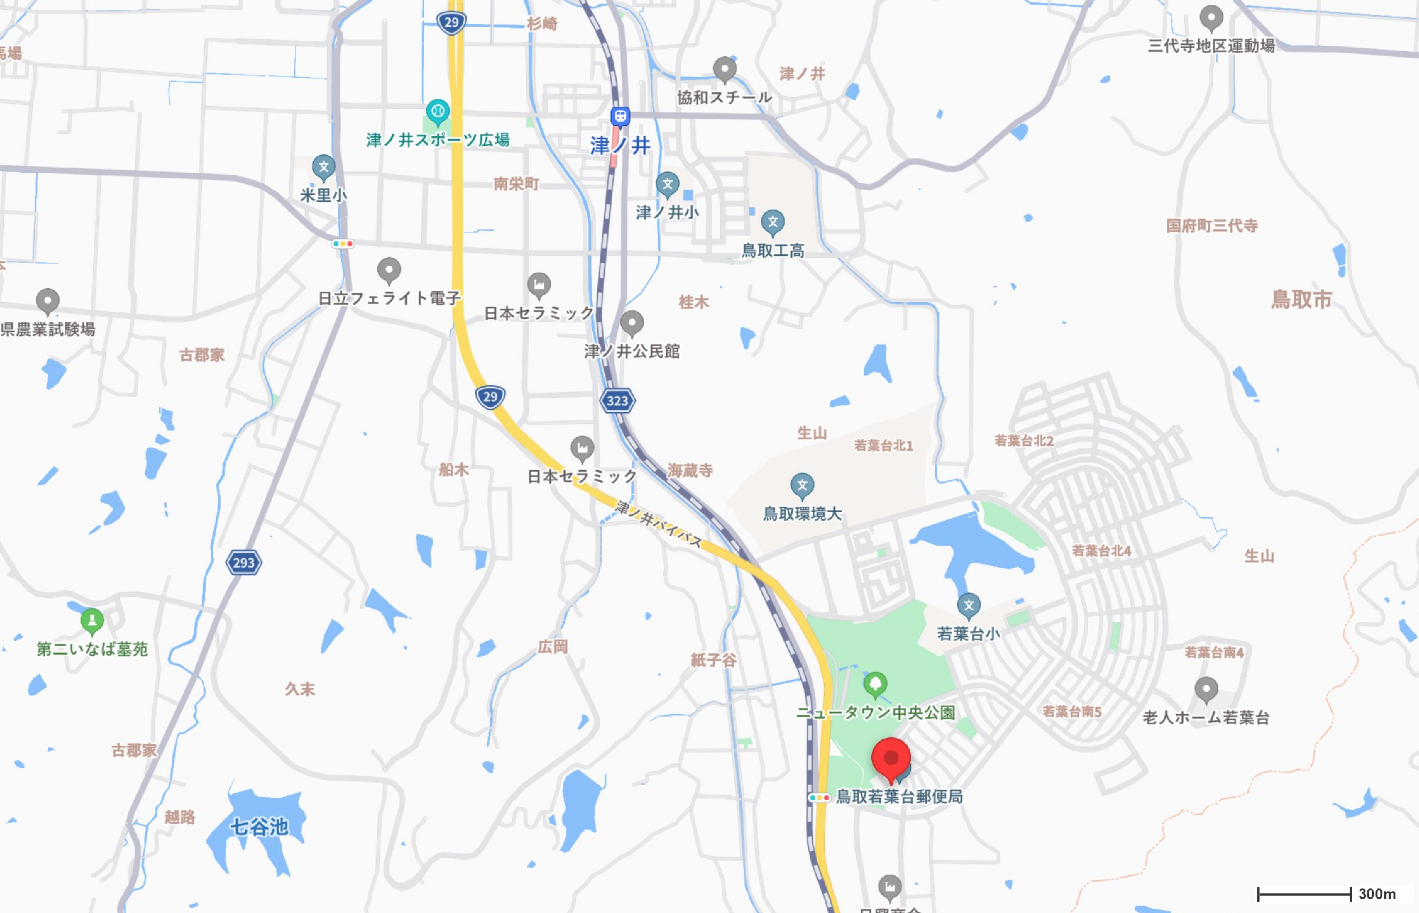 29
杉崎
三代寺地区運動場
馬場
津ノ井
協和スチール
津ノ井スポーツ広場
津ノ井
米里小
南栄町
津ノ井小
鳥取工高
国府町三代寺
日立フェライト電子
日本セラミック
桂木
鳥取市
県農業試験場
古郡家
津ノ井公民館
29
323
生山
若葉台北1
若葉台北2
船木
日本セラミック
海蔵寺
鳥取環境大
津ノ井バイパス
293
若葉台北4
生山
第二いなば墓苑
若葉台小
広岡
紙子谷
若葉台南4
久末
ニュータウン中央公園
若葉台南5
老人ホーム若葉台
古郡家
鳥取若葉台郵便局
越路
七谷池
300m